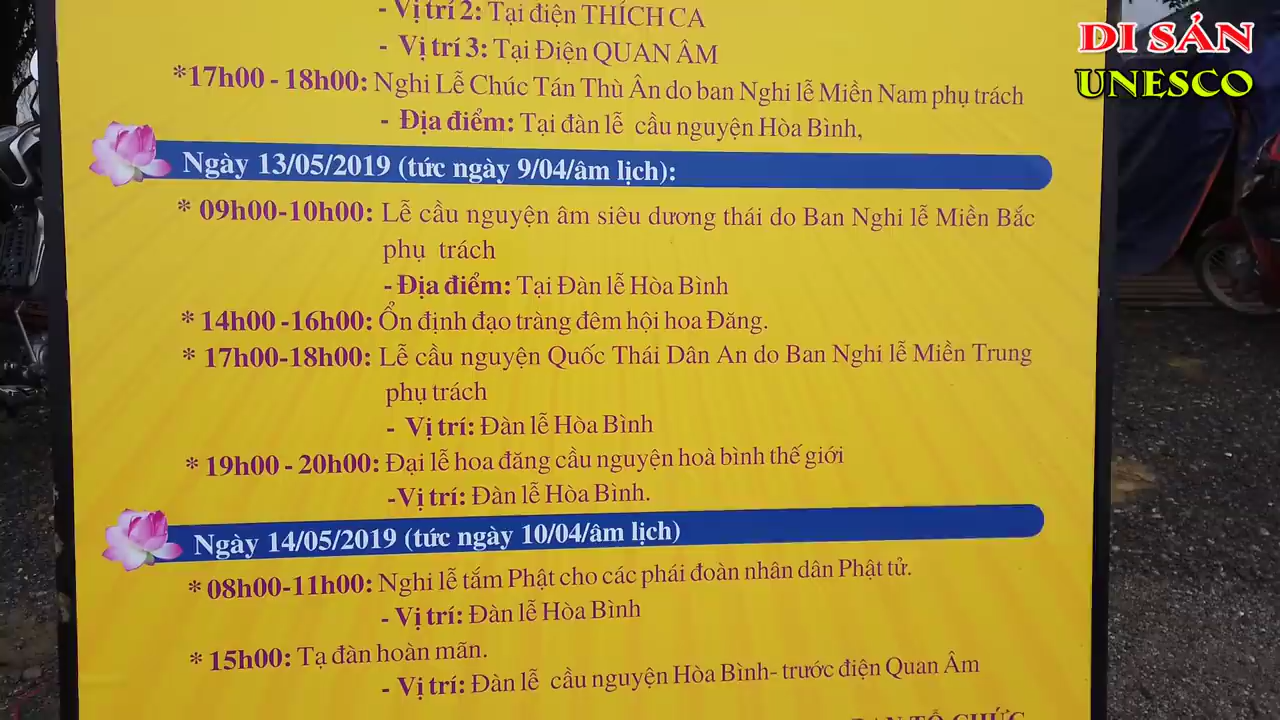 - Vị trí 2: Tại điện THÍCH CA
- Vị trí 3: Tại Điện QUAN ÂM
*17h00 - 18h00: Nghi Lễ Chúc Tán Thù Ân do ban Nghi lễ Miền Nam phụ trách
- Địa điểm: Tại đàn lễ cầu nguyện Hòa Bình,
Ngày 13/05/2019 (tức ngày 9/04/âm lịch):
* 09h00-10h00: Lễ cầu nguyện âm siêu dương thái do Ban Nghi lễ Miền Bắc
phụ trách
- Địa điểm: Tại Đàn lễ Hòa Bình
* 14h00 -16h00: Ổn định đạo tràng đêm hội hoa Đăng.
* 17h00-18h00: Lễ cầu nguyện Quốc Thái Dân An do Ban Nghi lễ Miền Trung
phụ trách
- Vị trí: Đàn lễ Hòa Bình
* 19h00 - 20h00: Đại lễ hoa đăng cầu nguyện hoà bình thế giới
-Vị trí: Đàn lễ Hòa Bình.
Ngày 14/05/2019 (tức ngày 10/04/âm lịch)
* 08h00-11h00: Nghi lễ tắm Phật cho các phái đoàn nhân dân Phật tử.
- Vị trí: Đàn lễ Hòa Bình
* 15h00: Tạ đàn hoàn mãn.
- Vị trí: Đàn lễ cầu nguyện Hòa Bình- trước điện Quan Âm
BAN TỔ CHỨC
DI SẢN
UNESCO